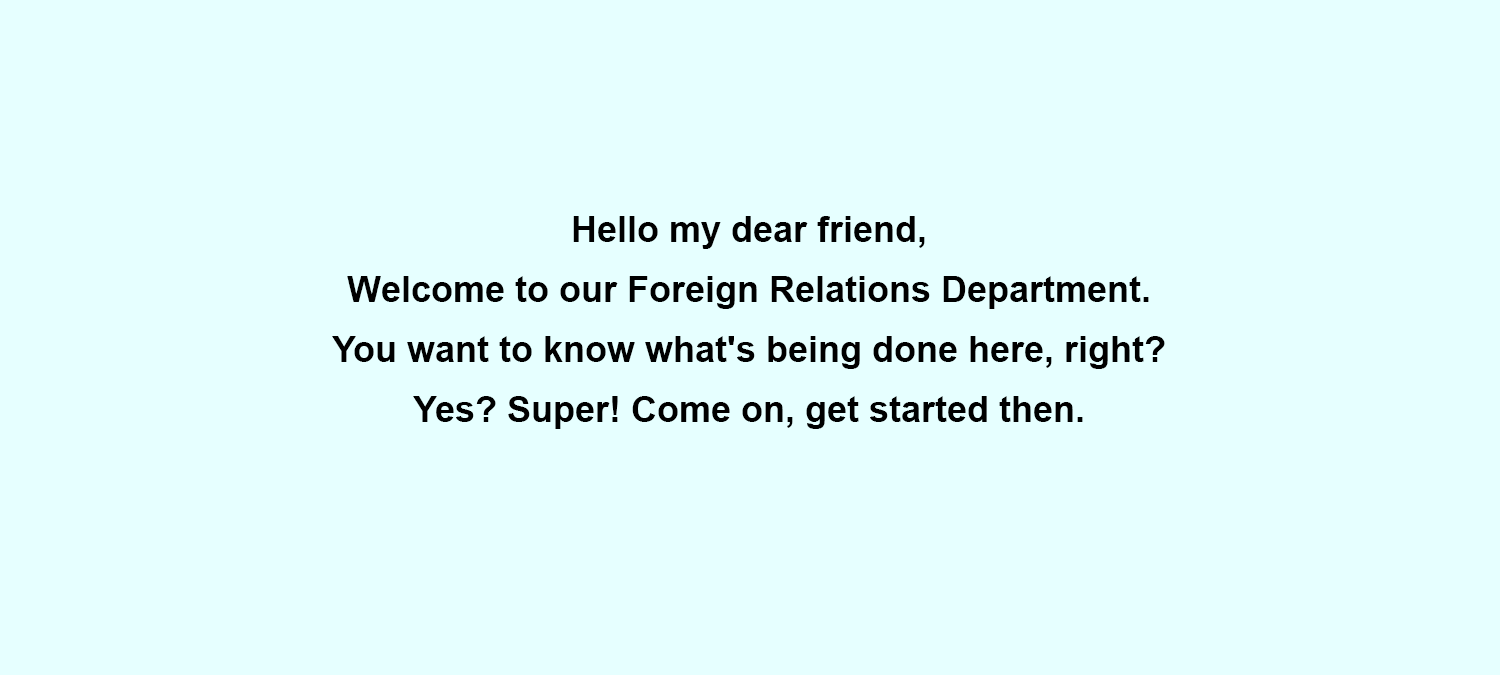 Hello my dear friend,
Welcome to our Foreign Relations Department.
You want to know what's being done here, right?
Yes? Super! Come on, get started then.